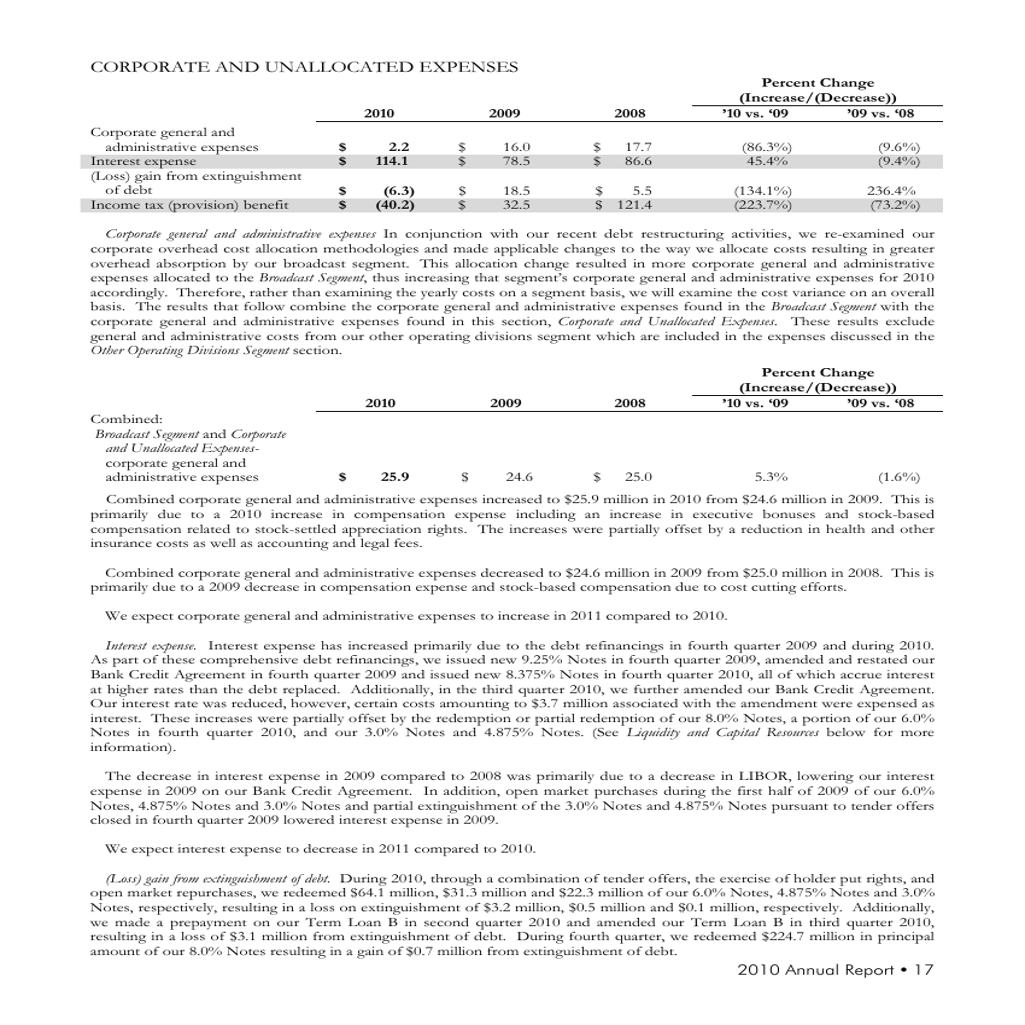 CORPORATE AND UNALLOCATED EXPENSES
Percent Change
(Increase/(Decrease))
2010 2009 2008 ’10 vs. ’09 ’09 vs. ‘08
Corporate general and
administrative expenses $ 2.2 $ 16.0 $ 17.7 (86.3%) (9.6%)
Interest expense $ 114.1 $ 78.5 $ 86.6 45.4% (9.4%)
(Loss) gain from extinguishment
of debt $ (6.3) $ 18.5 $ 5.5 (134.1%) 236.4%
Income tax (provision) benefit $ (40.2) $ 32.5 $ 121.4 (223.7%) (73.2%)
Corporate general and administrative expenses In conjunction with our recent debt restructuring activities, we re-examined our
corporate overhead cost allocation methodologies and made applicable changes to the way we allocate costs resulting in greater
overhead absorption by our broadcast segment. This allocation change resulted in more corporate general and administrative
expenses allocated to the Broadcast Segment, thus increasing that segment’s corporate general and administrative expenses for 2010
accordingly. Therefore, rather than examining the yearly costs on a segment basis, we will examine the cost variance on an overall
basis. The results that follow combine the corporate general and administrative expenses found in the Broadcast Segment with the
corporate general and administrative expenses found in this section, Corporate and Unallocated Expenses. These results exclude
general and administrative costs from our other operating divisions segment which are included in the expenses discussed in the
Other Operating Divisions Segment section.
Percent Change
(Increase/(Decrease))
2010 2009 2008 ’10 vs. ‘09 ’09 vs. ‘08
Combined:
Broadcast Segment and Corporate
and Unallocated Expenses-
corporate general and
administrative expenses $ 25.9 $ 24.6 $ 25.0 5.3% (1.6%)
Combined corporate general and administrative expenses increased to $25.9 million in 2010 from $24.6 million in 2009. This is
primarily due to a 2010 increase in compensation expense including an increase in executive bonuses and stock-based
compensation related to stock-settled appreciation rights. The increases were partially offset by a reduction in health and other
insurance costs as well as accounting and legal fees.
Combined corporate general and administrative expenses decreased to $24.6 million in 2009 from $25.0 million in 2008. This is
primarily due to a 2009 decrease in compensation expense and stock-based compensation due to cost cutting efforts.
We expect corporate general and administrative expenses to increase in 2011 compared to 2010.
Interest expense. Interest expense has increased primarily due to the debt refinancings in fourth quarter 2009 and during 2010.
As part of these comprehensive debt refinancings, we issued new 9.25% Notes in fourth quarter 2009, amended and restated our
Bank Credit Agreement in fourth quarter 2009 and issued new 8.375% Notes in fourth quarter 2010, all of which accrue interest
at higher rates than the debt replaced. Additionally, in the third quarter 2010, we further amended our Bank Credit Agreement.
Our interest rate was reduced, however, certain costs amounting to $3.7 million associated with the amendment were expensed as
interest. These increases were partially offset by the redemption or partial redemption of our 8.0% Notes, a portion of our 6.0%
Notes in fourth quarter 2010, and our 3.0% Notes and 4.875% Notes. (See Liquidity and Capital Resources below for more
information).
The decrease in interest expense in 2009 compared to 2008 was primarily due to a decrease in LIBOR, lowering our interest
expense in 2009 on our Bank Credit Agreement. In addition, open market purchases during the first half of 2009 of our 6.0%
Notes, 4.875% Notes and 3.0% Notes and partial extinguishment of the 3.0% Notes and 4.875% Notes pursuant to tender offers
closed in fourth quarter 2009 lowered interest expense in 2009.
We expect interest expense to decrease in 2011 compared to 2010.
(Loss) gain from extinguishment of debt. During 2010, through a combination of tender offers, the exercise of holder put rights, and
open market repurchases, we redeemed $64.1 million, $31.3 million and $22.3 million of our 6.0% Notes, 4.875% Notes and 3.0%
Notes, respectively, resulting in a loss on extinguishment of $3.2 million, $0.5 million and $0.1 million, respectively. Additionally,
we made a prepayment on our Term Loan B in second quarter 2010 and amended our Term Loan B in third quarter 2010,
resulting in a loss of $3.1 million from extinguishment of debt. During fourth quarter, we redeemed $224.7 million in principal
amount of our 8.0% Notes resulting in a gain of $0.7 million from extinguishment of debt.
2010 Annual Report • 17